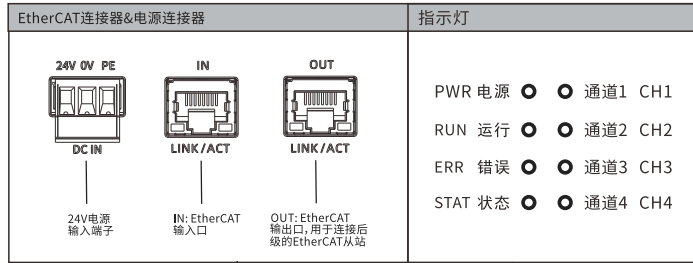 EtherCAT连接器&电源连接器
指示灯
24V 0V PE
IN
OUT
DC IN
LINK/ACT
LINK/ACT
24V电源
输入端子
IN: EtherCAT
输入口
OUT: EtherCAT
输出口，用于连接后
级的EtherCAT从站
PWR 电源
通道1 CH1
RUN 运行
通道2 CH2
ERR 错误
通道3 CH3
STAT 状态
通道4 CH4